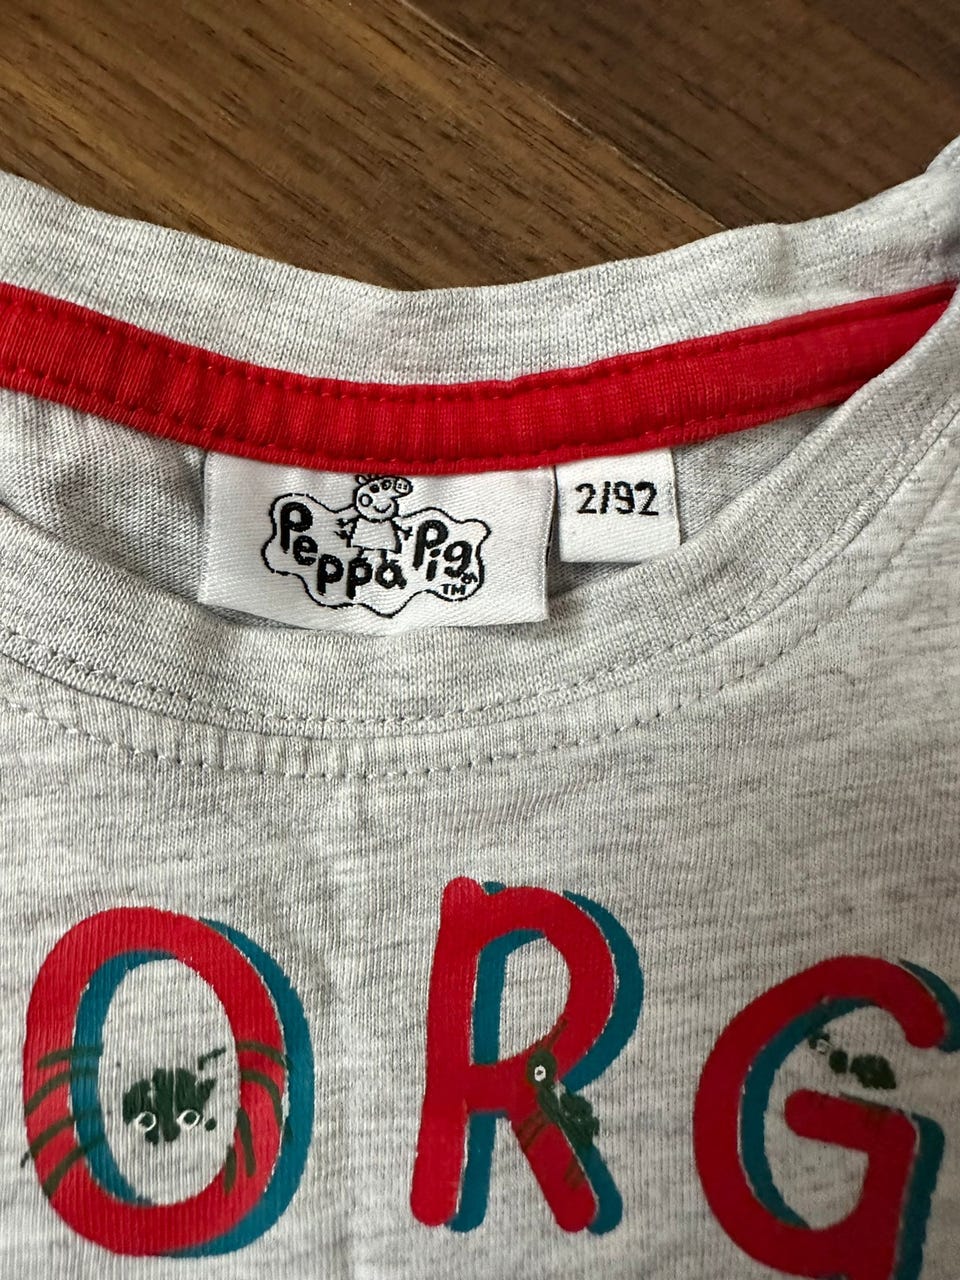 Peppa Pig
TM
2/92
ORG